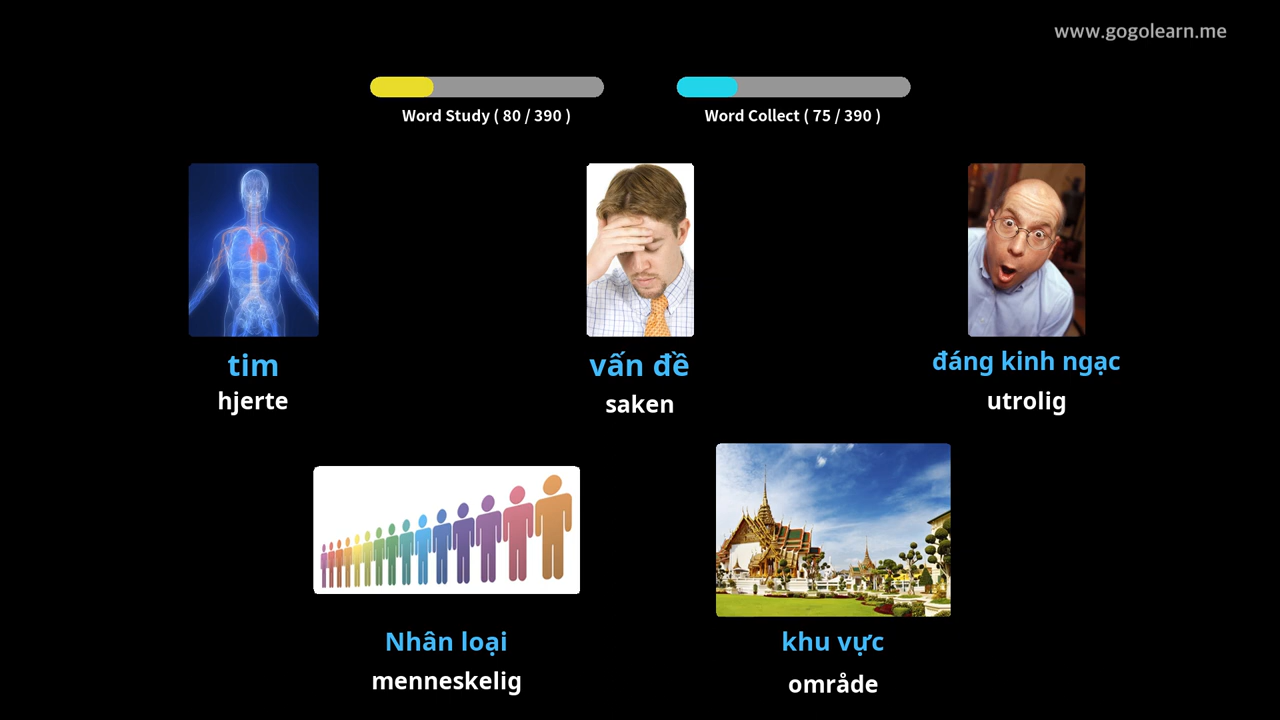 www.gogolearn.me
Word Study ( 80 / 390 )
Word Collect ( 75 / 390 )
tim
hjerte
vấn đề
saken
đáng kinh ngạc
utrolig
Nhân loại
menneskelig
khu vực
område